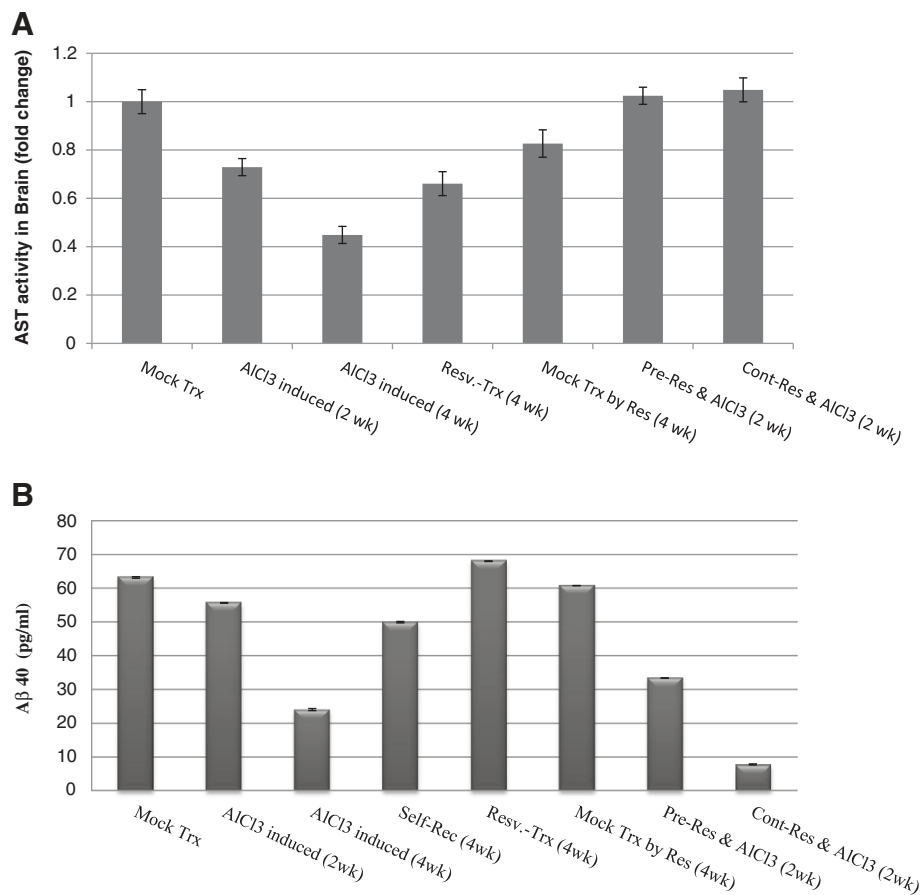 A
AST activity in Brain (fold change)
1.2
1
0.8
0.6
0.4
0.2
0
Mock Trx
AlCl3 induced (2 wk)
AlCl3 induced (4 wk)
Resv.-Trx (4 wk)
Mock Trx by Res (4 wk)
Pre-Res & AlCl3 (2 wk)
Cont-Res & AlCl3 (2 wk)
B
Aβ 40 (pg/ml)
80
70
60
50
40
30
20
10
0
Mock Trx
AlCl3 induced (2wk)
AlCl3 induced (4wk)
Self-Rec (4wk)
Resv.-Trx (4wk)
Mock Trx by Res (4wk)
Pre-Res & AlCl3 (2wk)
Cont-Res & AlCl3 (2wk)